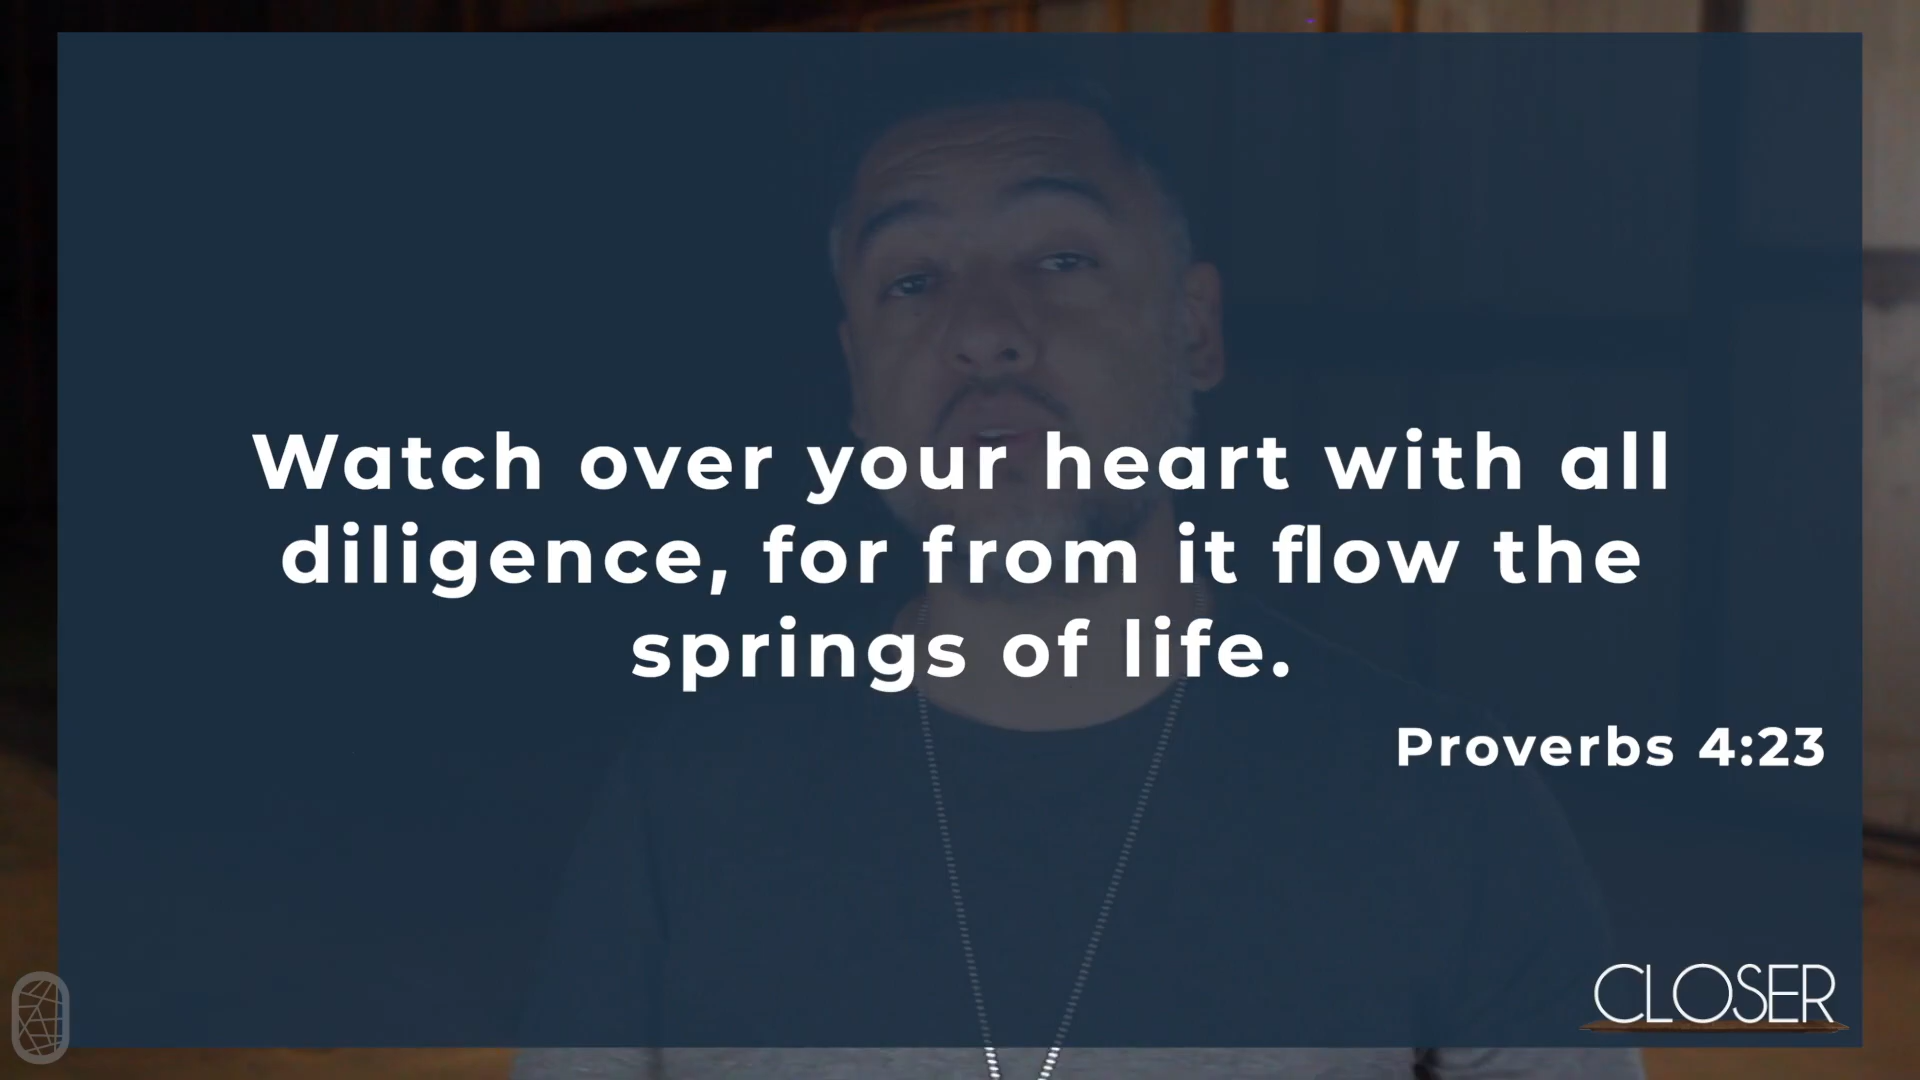 Watch over your heart with all
diligence, for from it flow the
springs of life.
Proverbs 4:23
CLOSER